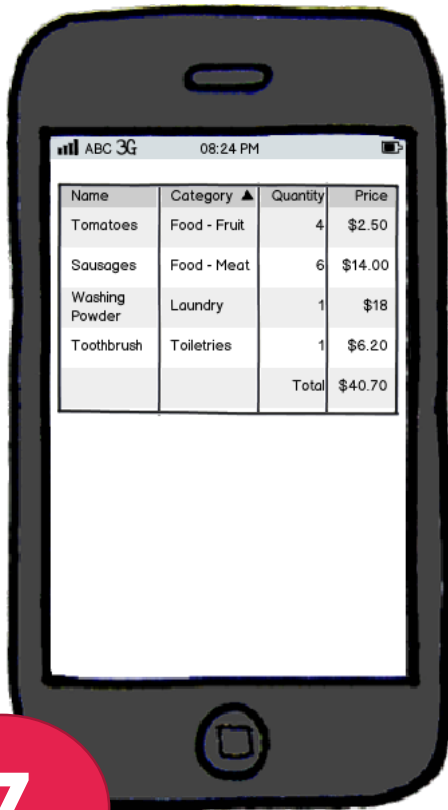 ABC 3G 08:24 PM
Name Category ▲ Quantity Price
Tomatoes Food - Fruit 4 $2.50
Sausages Food - Meat 6 $14.00
Washing Powder Laundry 1 $18
Toothbrush Toiletries 1 $6.20
Total $40.70
7